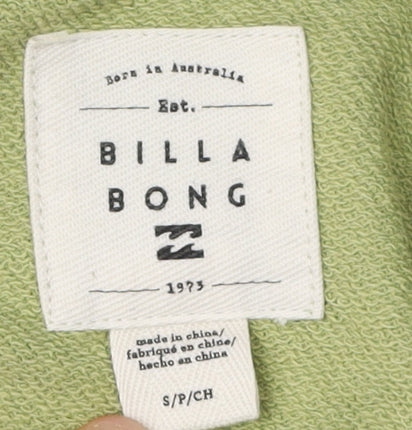 Born in Australia
Est.
BILLA
BONG
1973
made in china/
fabriqué en chine/
hecho en china
S/P/CH